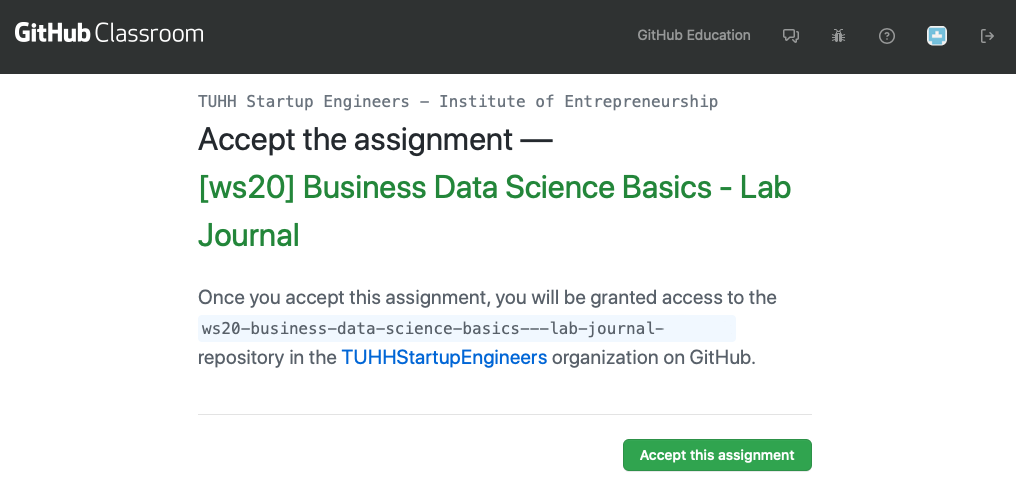 GitHub Classroom
GitHub Education
TUHH Startup Engineers – Institute of Entrepreneurship
Accept the assignment —
[ws20] Business Data Science Basics - Lab
Journal
Once you accept this assignment, you will be granted access to the
ws20-business-data-science-basics---lab-journal-
repository in the TUHHStartupEngineers organization on GitHub.
Accept this assignment